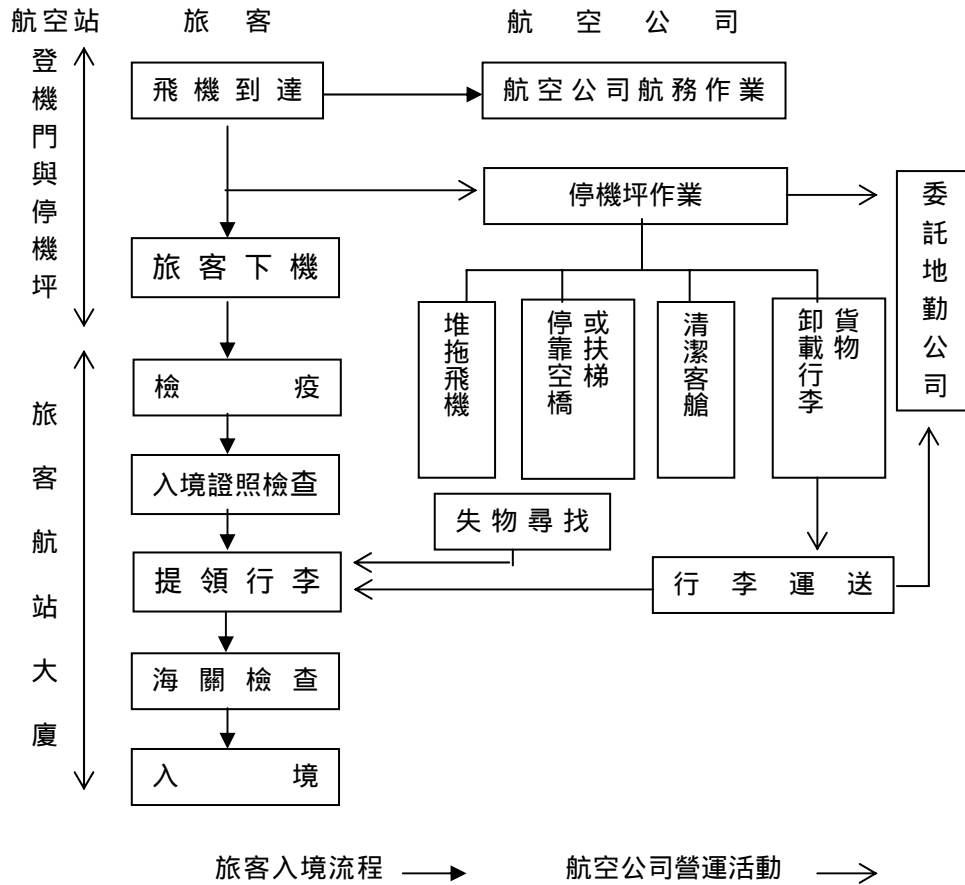 航空站 旅客 航空公司
登機門與停機坪
旅客航站大廈
飛機到達
航空公司航務作業
停機坪作業
委託地勤公司
旅客下機
堆拖飛機
停靠空橋
或扶梯
清潔客艙
卸載行李
貨物
檢疫
入境證照檢查
失物尋找
提領行李
行李運送
海關檢查
入境
旅客入境流程 航空公司營運活動